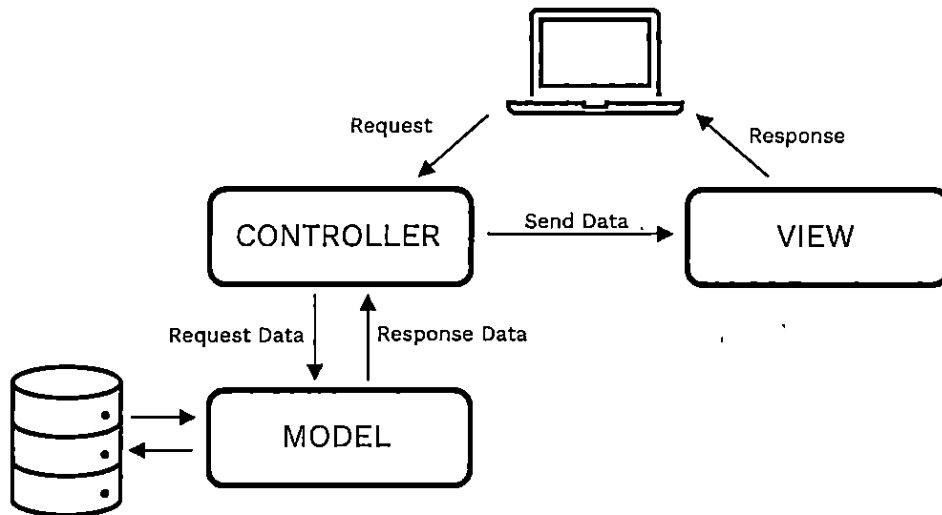 Request
Response
CONTROLLER
Send Data
VIEW
Request Data
Response Data
MODEL